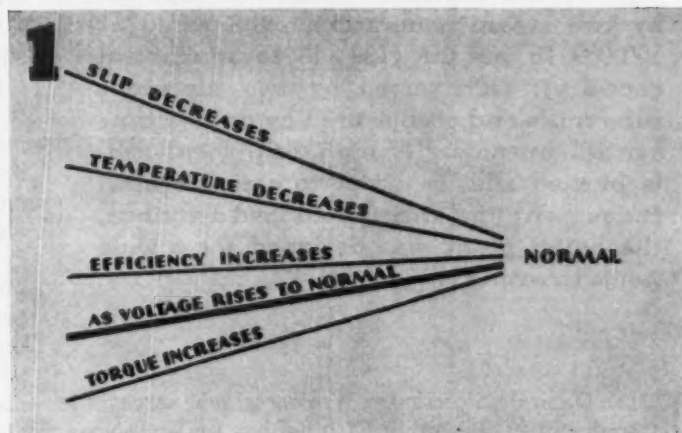 1
SLIP DECREASES
TEMPERATURE DECREASES
EFFICIENCY INCREASES
NORMAL
AS VOLTAGE RISES TO NORMAL
TORQUE INCREASES